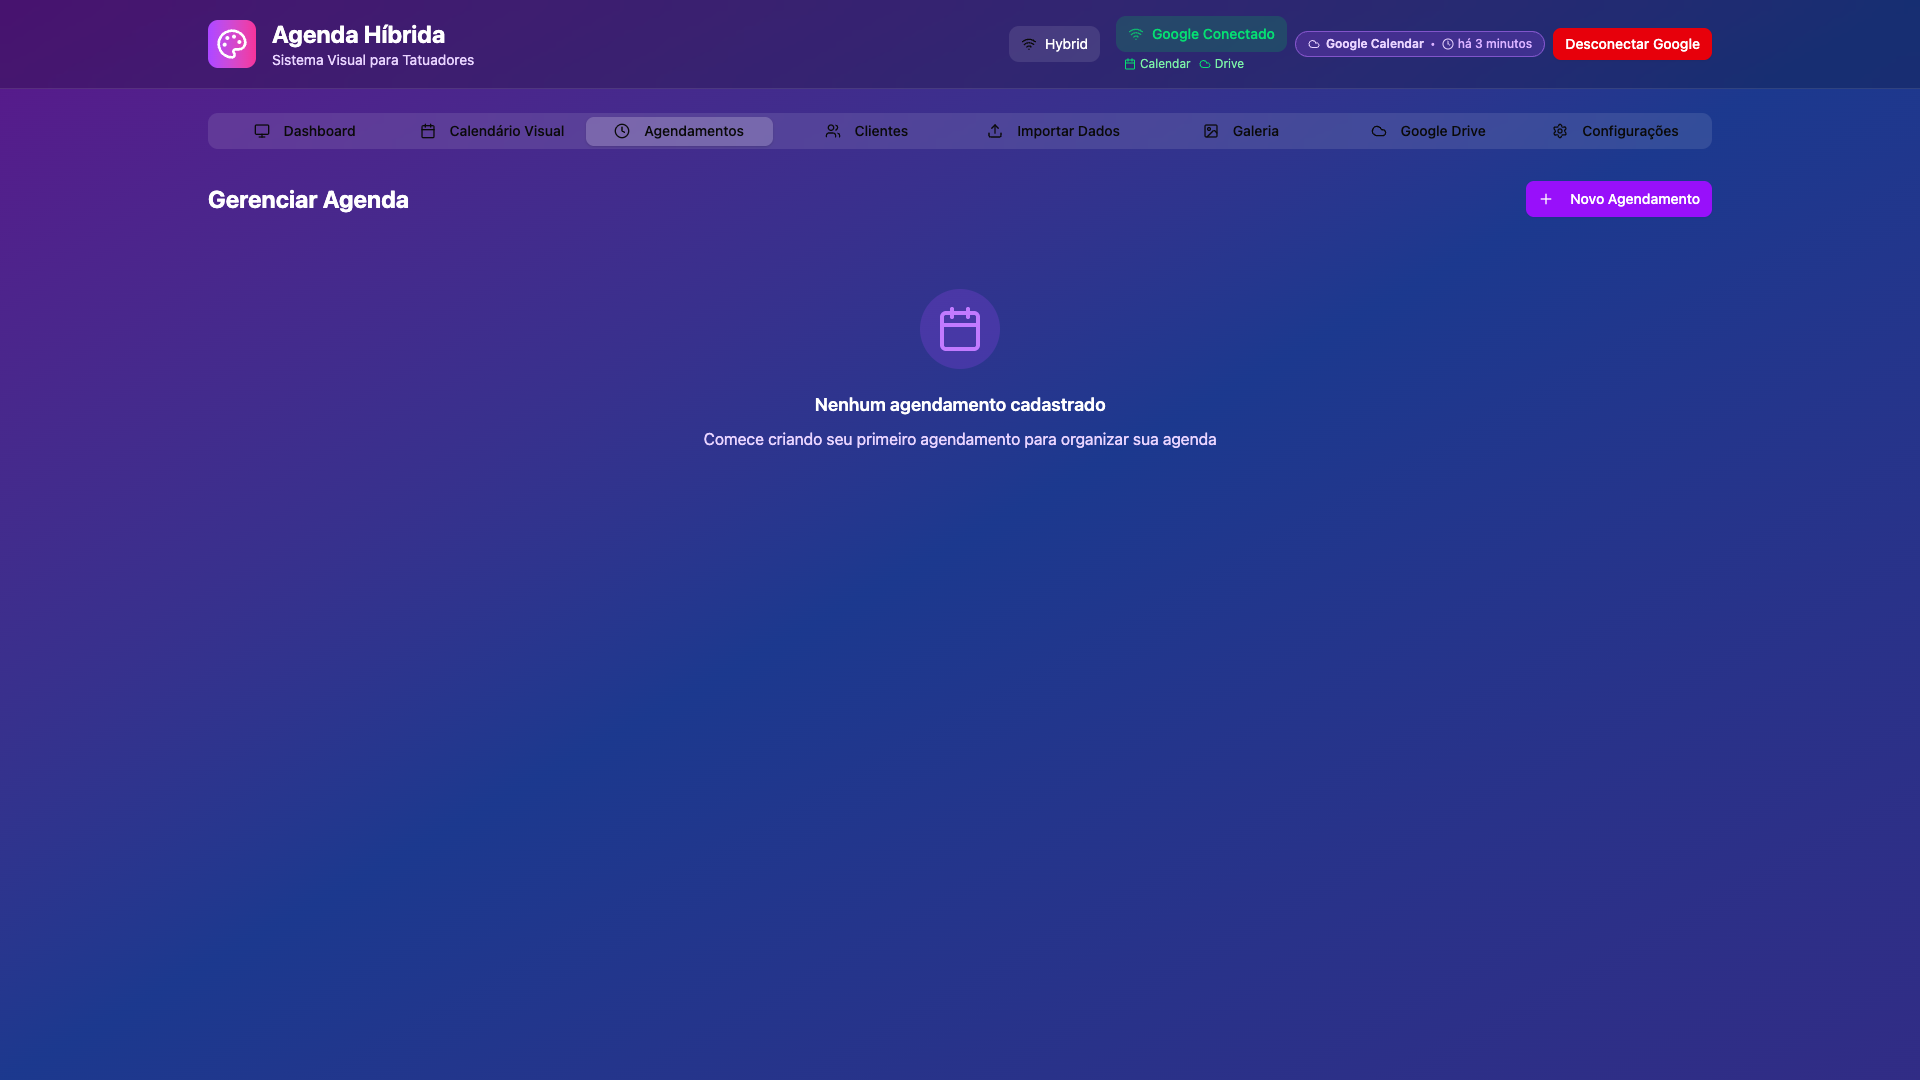 Agenda Híbrida
Sistema Visual para Tatuadores
Hybrid
Google Conectado
Calendar Drive
Google Calendar • há 3 minutos
Desconectar Google
Dashboard
Calendário Visual
Agendamentos
Clientes
Importar Dados
Galeria
Google Drive
Configurações
Gerenciar Agenda
Novo Agendamento
Nenhum agendamento cadastrado
Comece criando seu primeiro agendamento para organizar sua agenda